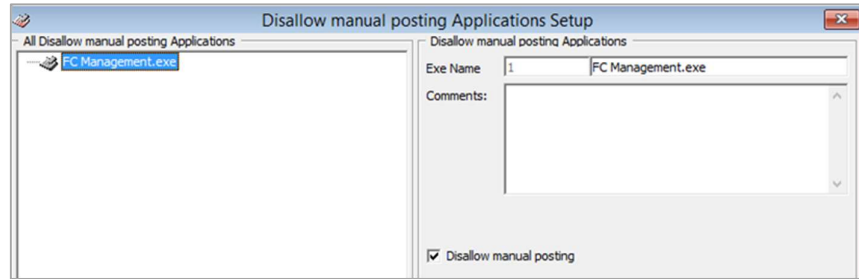 Disallow manual posting Applications Setup
All Disallow manual posting Applications
FC Management.exe
Disallow manual posting Applications
Exe Name 1 FC Management.exe
Comments:
Disallow manual posting